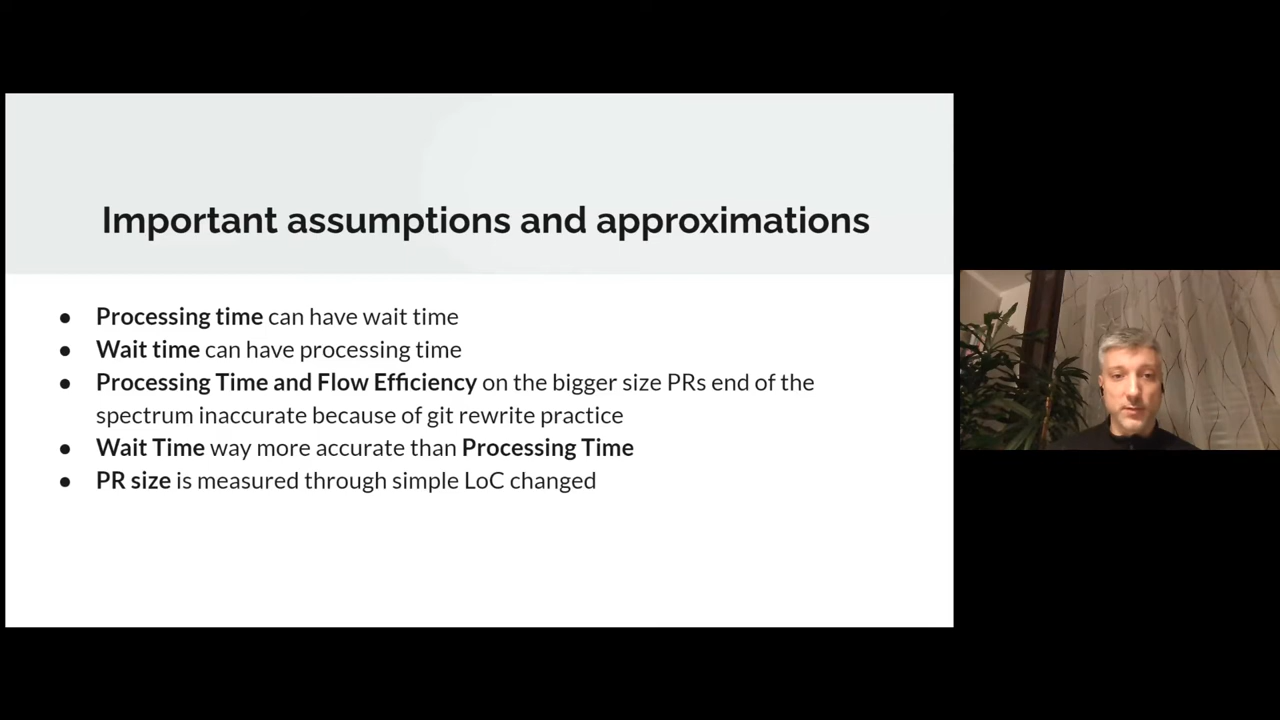 Important assumptions and approximations
● Processing time can have wait time
● Wait time can have processing time
● Processing Time and Flow Efficiency on the bigger size PRs end of the
spectrum inaccurate because of git rewrite practice
● Wait Time way more accurate than Processing Time
● PR size is measured through simple LoC changed